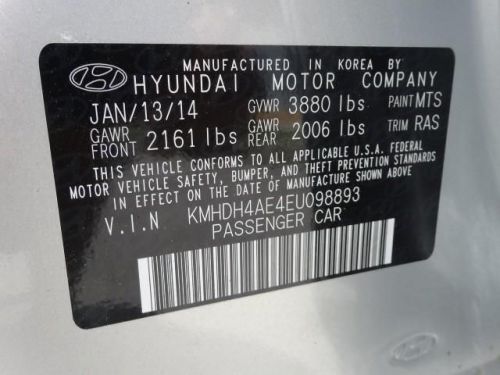 MANUFACTURED IN KOREA BY
HYUNDAI MOTOR COMPANY
JAN/13/14 GVWR 3880 lbs PAINT MTS
GAWR FRONT 2161 lbs GAWR REAR 2006 lbs TRIM RAS
THIS VEHICLE CONFORMS TO ALL APPLICABLE U.S.A. FEDERAL
MOTOR VEHICLE SAFETY, BUMPER, AND THEFT PREVENTION STANDARDS
IN EFFECT ON THE DATE OF MANUFACTURE SHOWN ABOVE.
V.I.N KMHDH4AE4EU098893
PASSENGER CAR